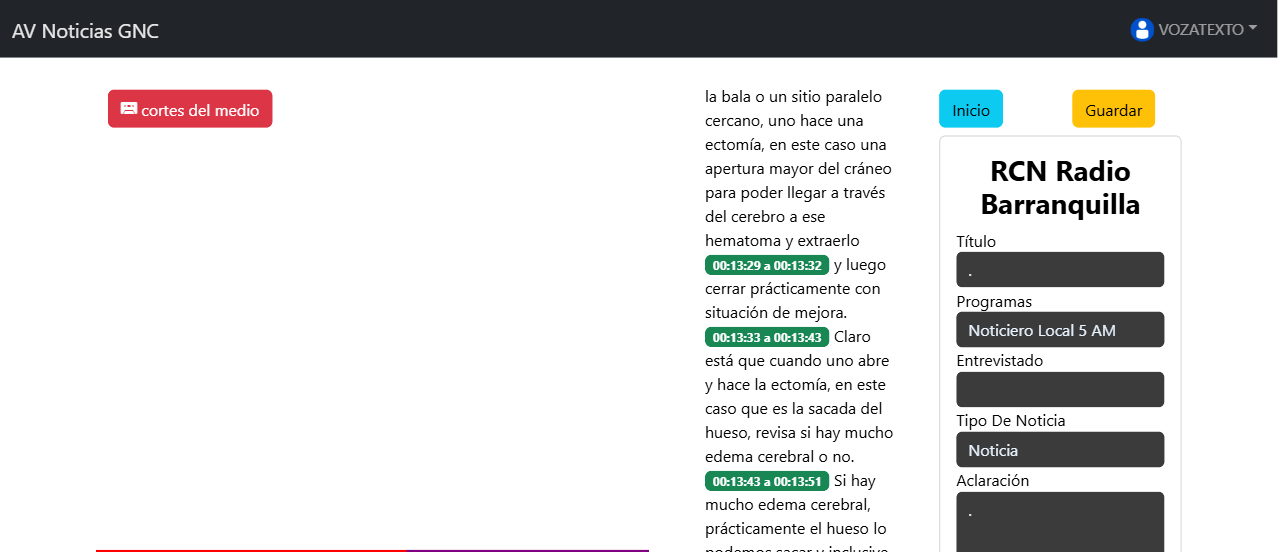 AV Noticias GNC
VOZATEXTO
cortes del medio
la bala o un sitio paralelo
cercano, uno hace una
ectomía, en este caso una
apertura mayor del cráneo
para poder llegar a través
del cerebro a ese
hematoma y extraerlo
00:13:29 a 00:13:32 y luego
cerrar prácticamente con
situación de mejora.
00:13:33 a 00:13:43 Claro
está que cuando uno abre
y hace la ectomía, en este
caso que es la sacada del
hueso, revisa si hay mucho
edema cerebral o no.
00:13:43 a 00:13:51 Si hay
mucho edema cerebral,
prácticamente el hueso lo
podemos sacar y inclusive
Inicio
Guardar
RCN Radio
Barranquilla
Título
.
Programas
Noticiero Local 5 AM
Entrevistado
Tipo De Noticia
Noticia
Aclaración
.